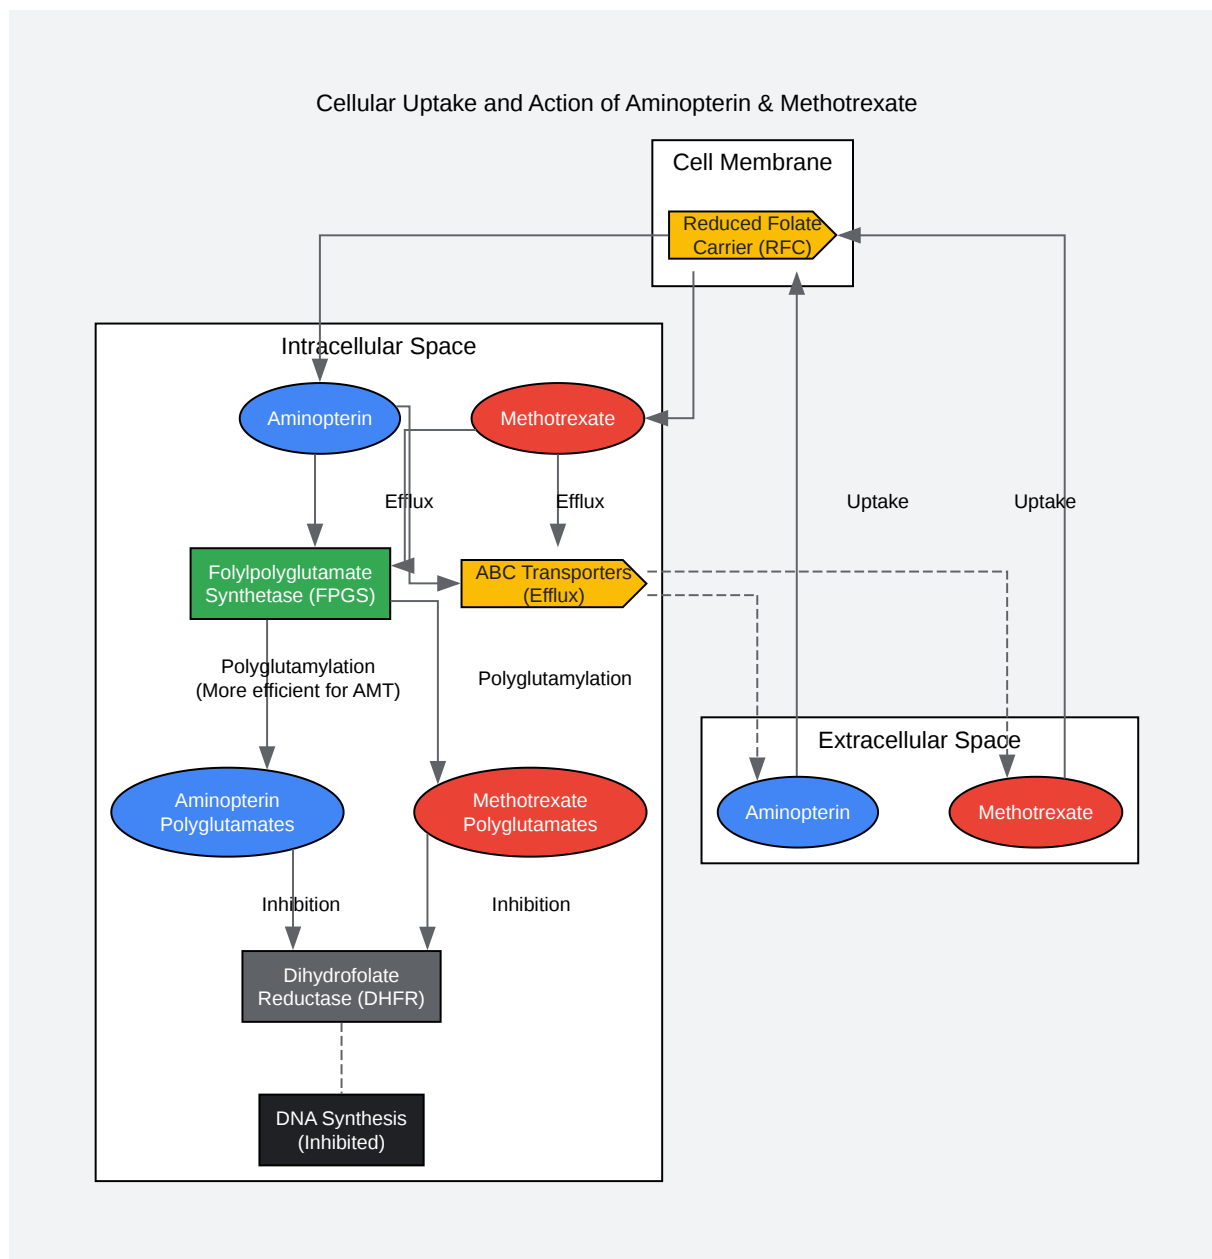 Cellular Uptake and Action of Aminopterin & Methotrexate
Cell Membrane
Reduced Folate
Carrier (RFC)
Intracellular Space
Aminopterin
Methotrexate
Efflux
Efflux
Uptake
Uptake
Folylpolyglutamate
Synthetase (FPGS)
ABC Transporters
(Efflux)
Polyglutamylation
(More efficient for AMT)
Polyglutamylation
Extracellular Space
Aminopterin
Polyglutamates
Methotrexate
Polyglutamates
Aminopterin
Methotrexate
Inhibition
Inhibition
Dihydrofolate
Reductase (DHFR)
DNA Synthesis
(Inhibited)